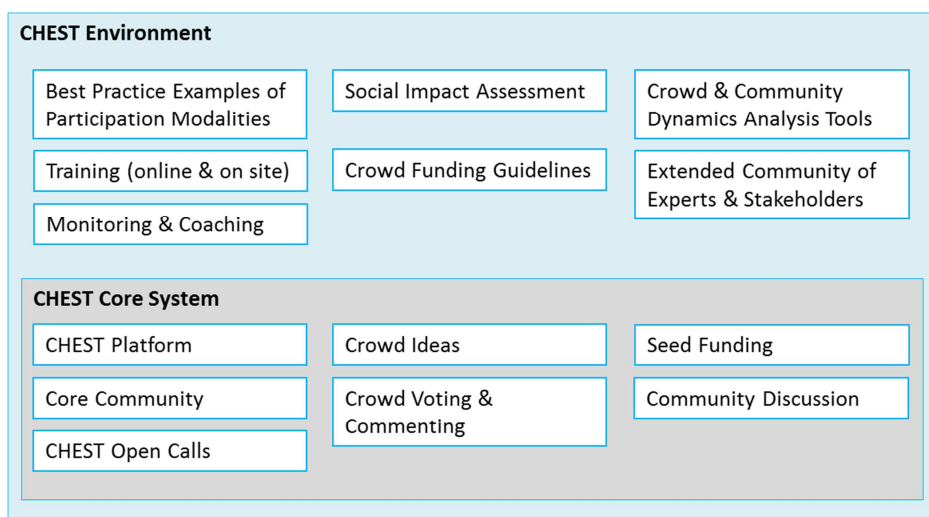 CHEST Environment
Best Practice Examples of
Participation Modalities
Training (online & on site)
Monitoring & Coaching
Social Impact Assessment
Crowd Funding Guidelines
Crowd & Community
Dynamics Analysis Tools
Extended Community of
Experts & Stakeholders
CHEST Core System
CHEST Platform
Core Community
CHEST Open Calls
Crowd Ideas
Crowd Voting &
Commenting
Seed Funding
Community Discussion